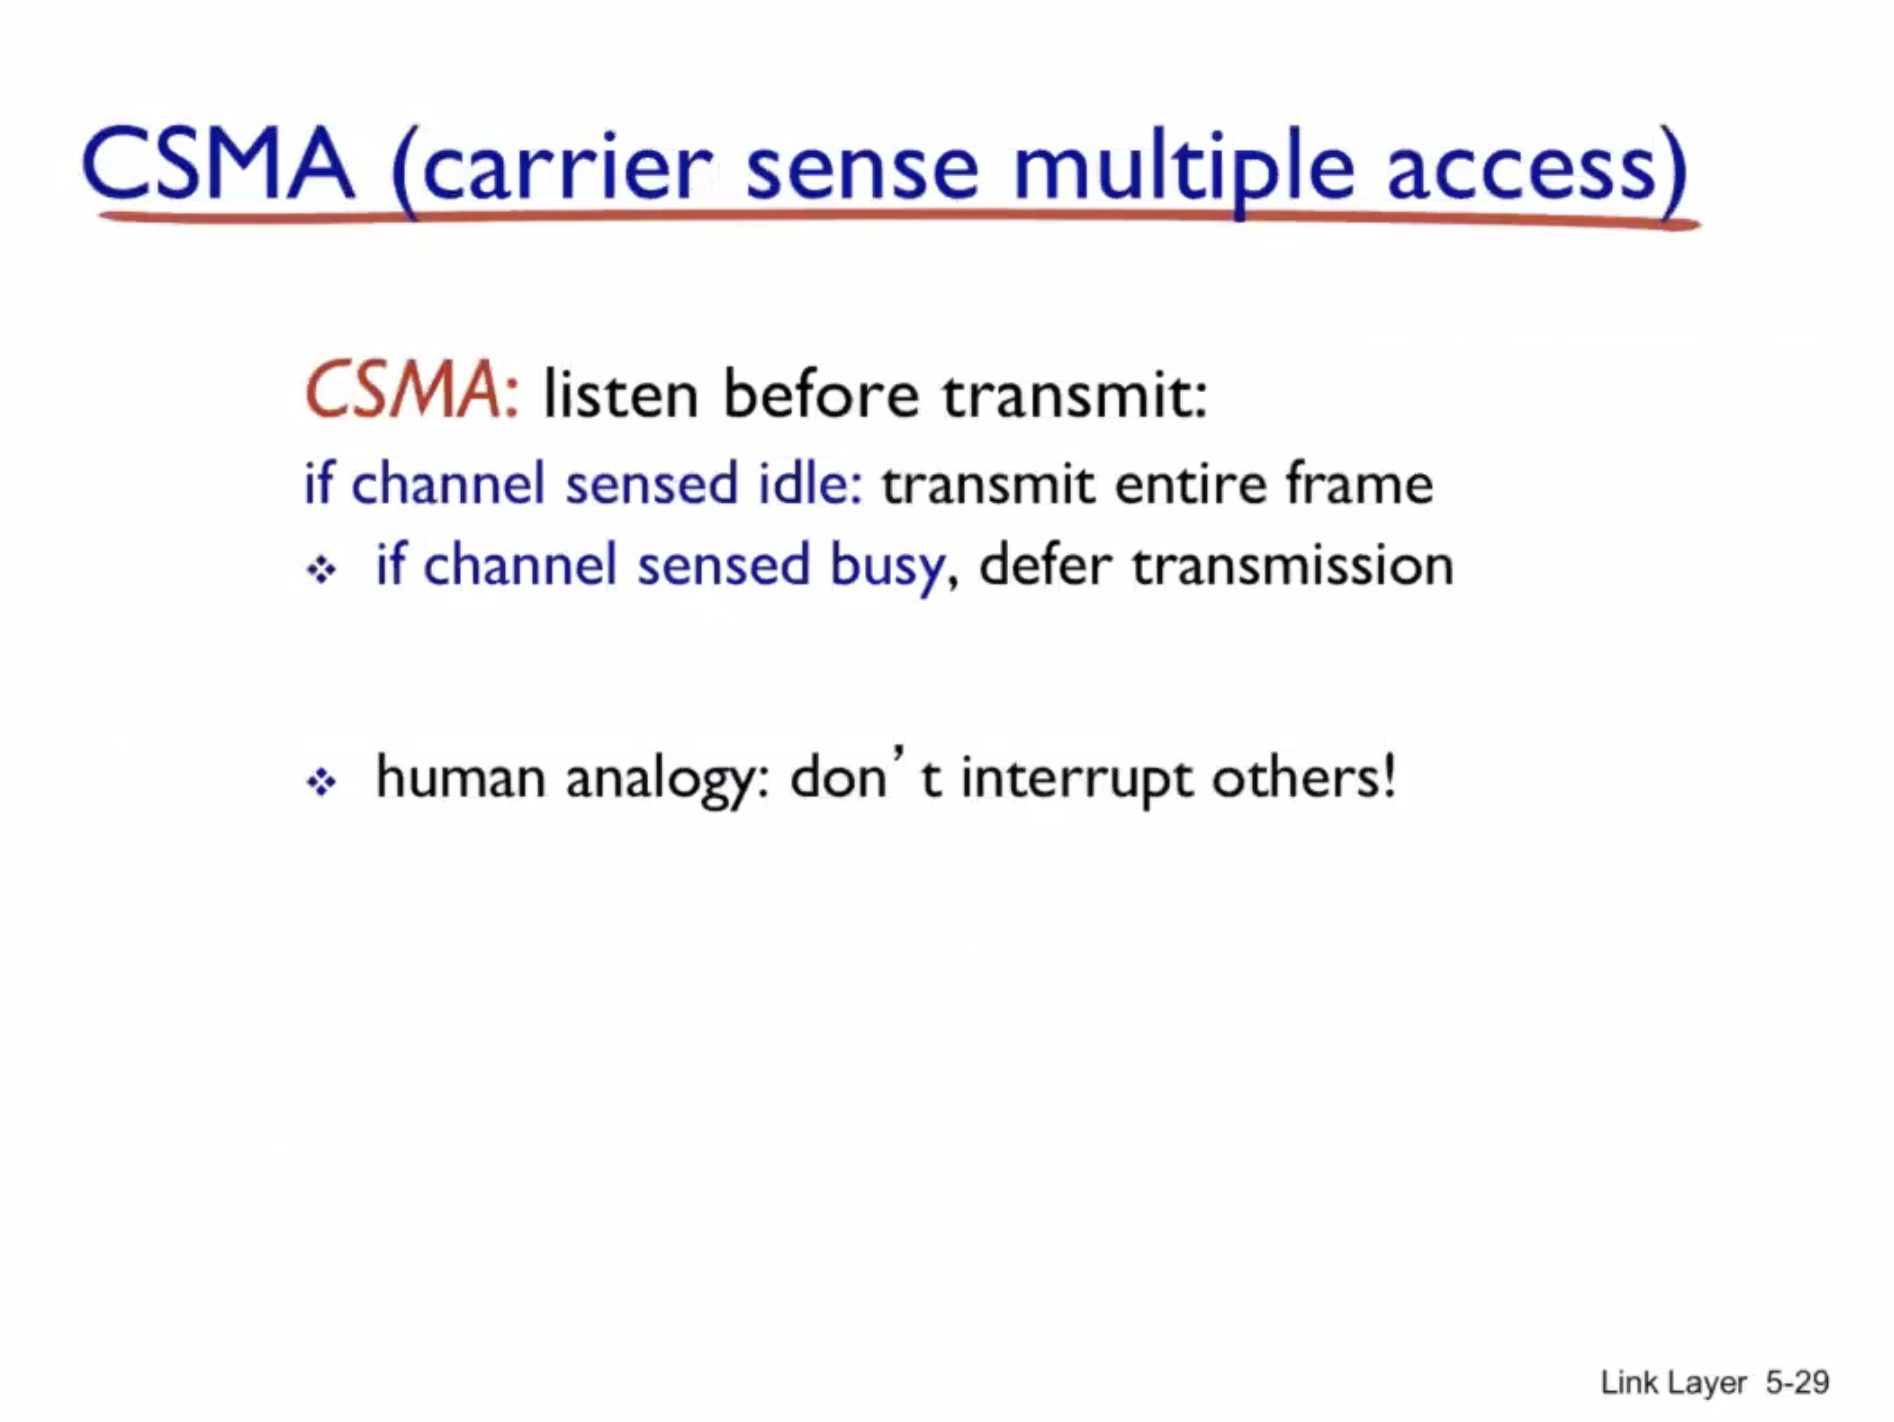 CSMA (carrier sense multiple access)
CSMA: listen before transmit:
if channel sensed idle: transmit entire frame
❖ if channel sensed busy, defer transmission
❖ human analogy: don’t interrupt others!
Link Layer 5-29